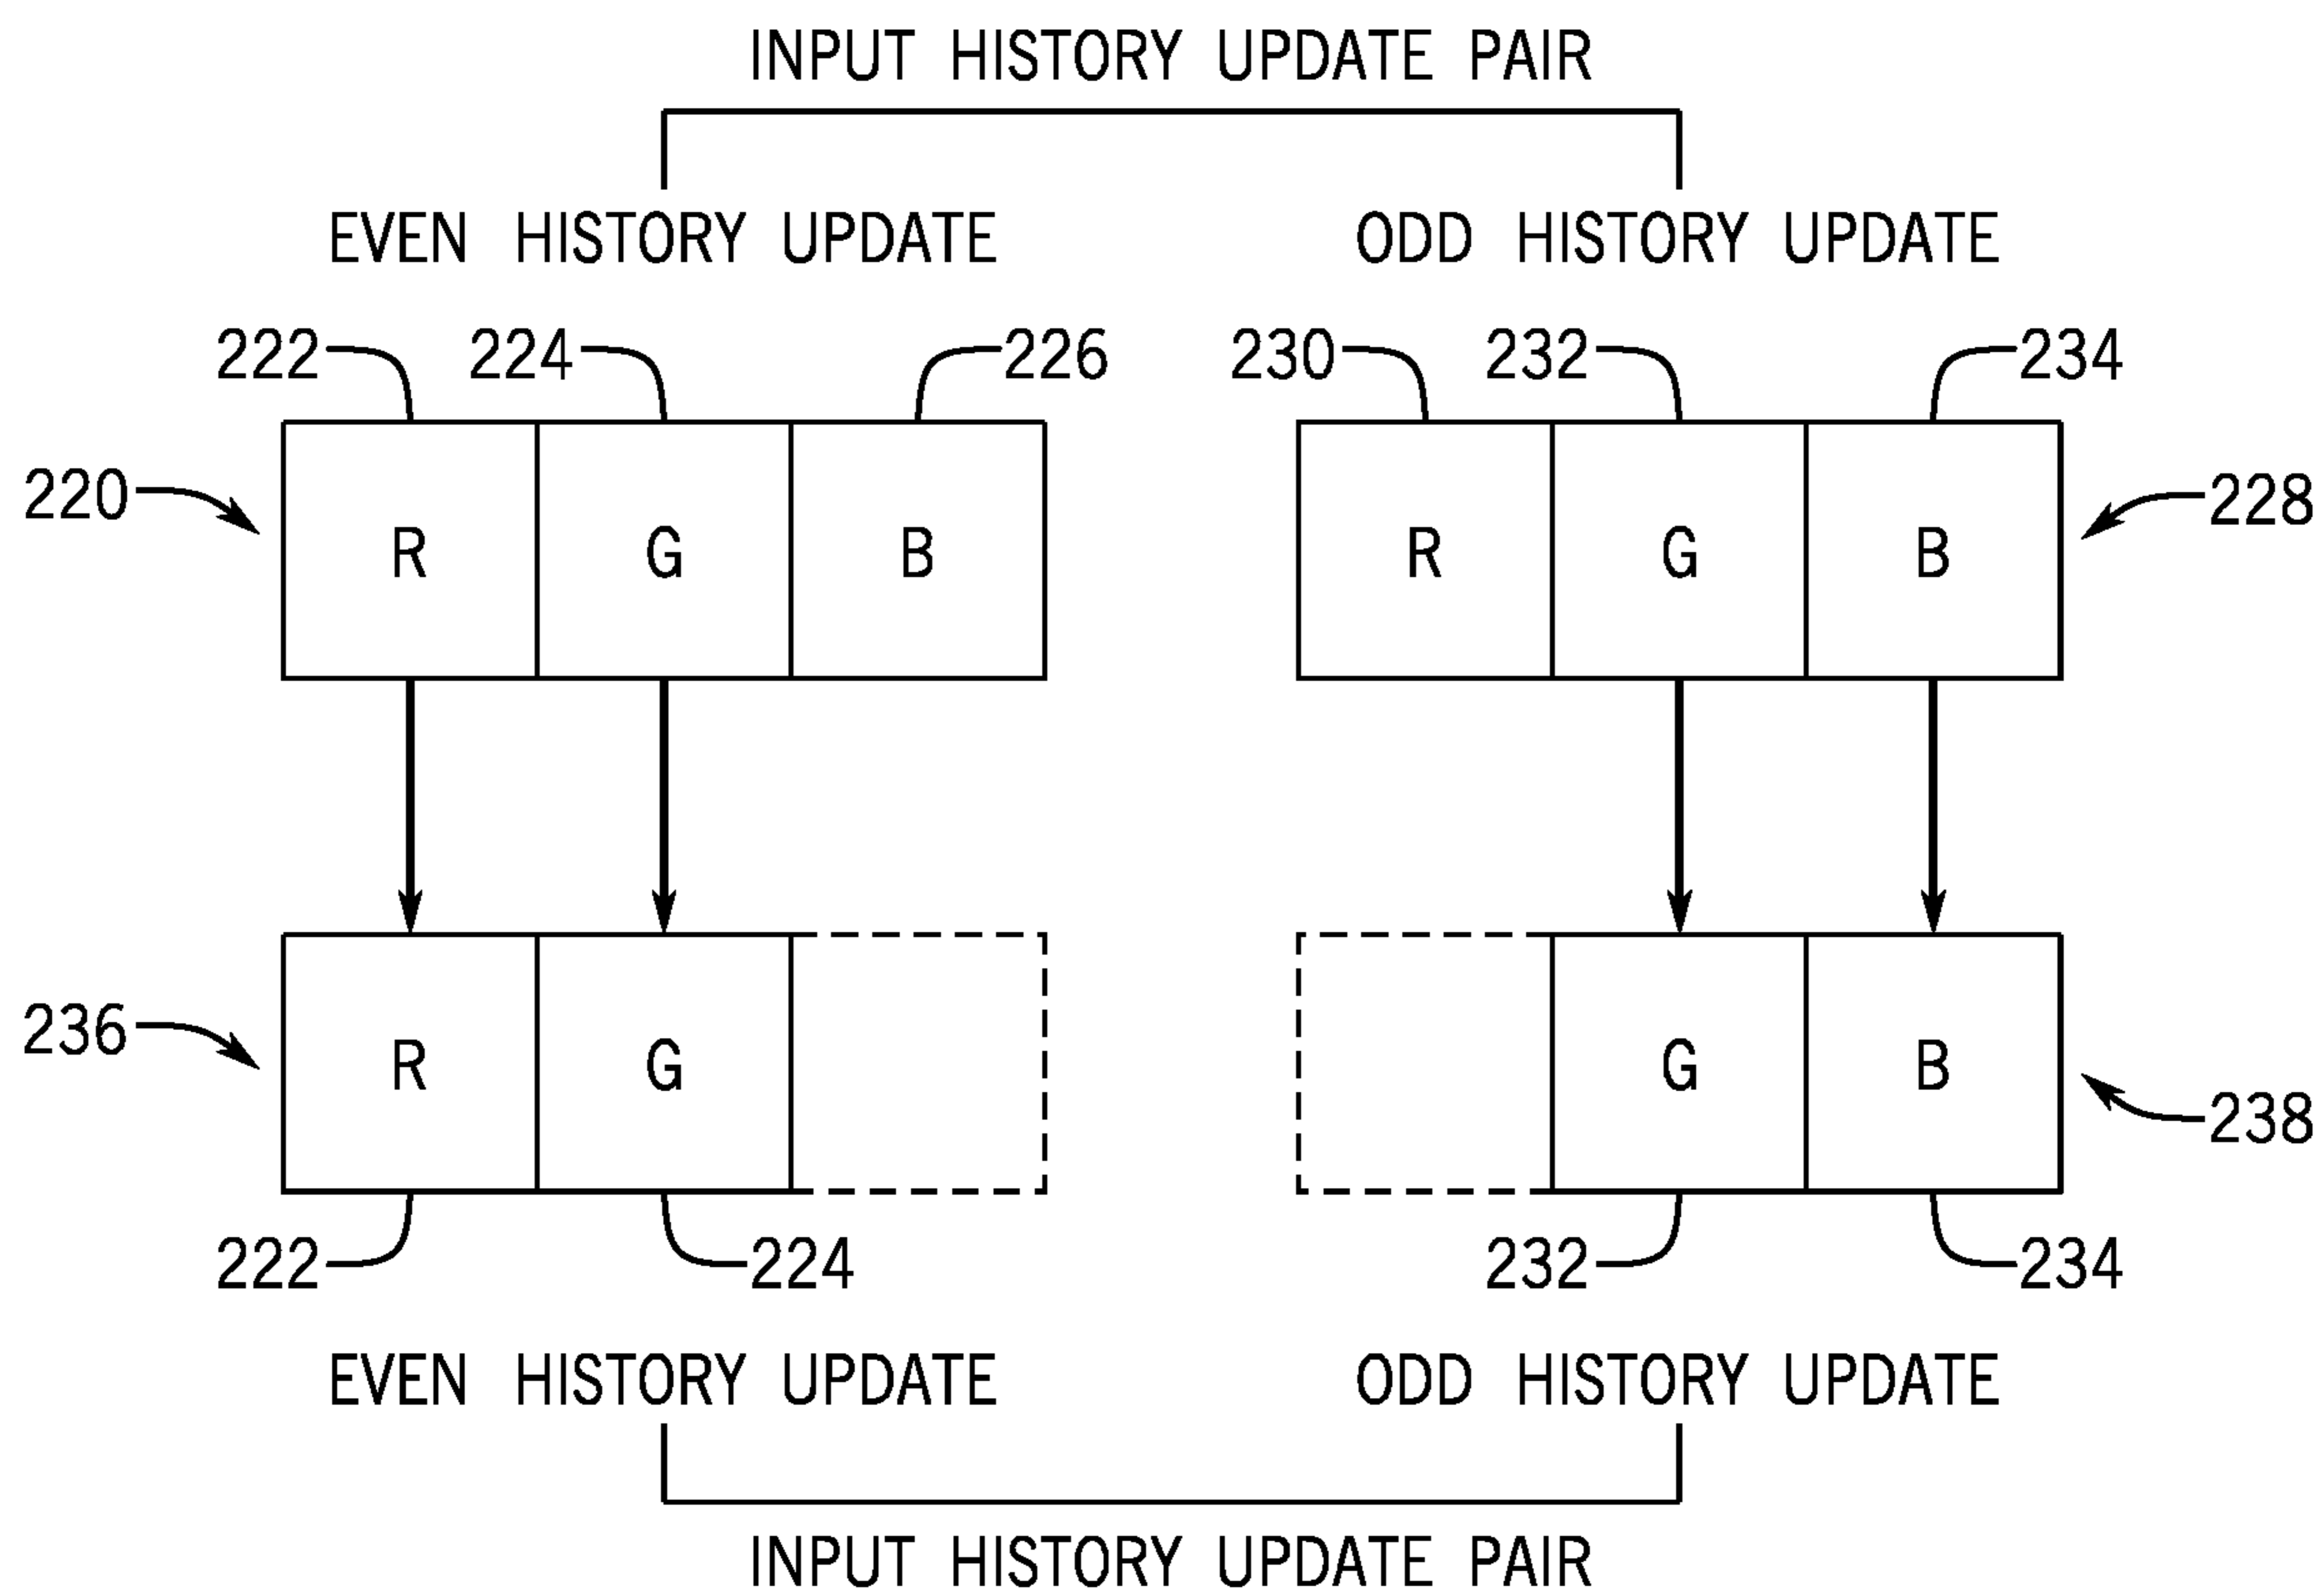 INPUT HISTORY UPDATE PAIR
EVEN HISTORY UPDATE
ODD HISTORY UPDATE
222 224 226 230 232 234
220 R G B R G B 228
236 R G G B 238
222 224 232 234
EVEN HISTORY UPDATE
ODD HISTORY UPDATE
INPUT HISTORY UPDATE PAIR